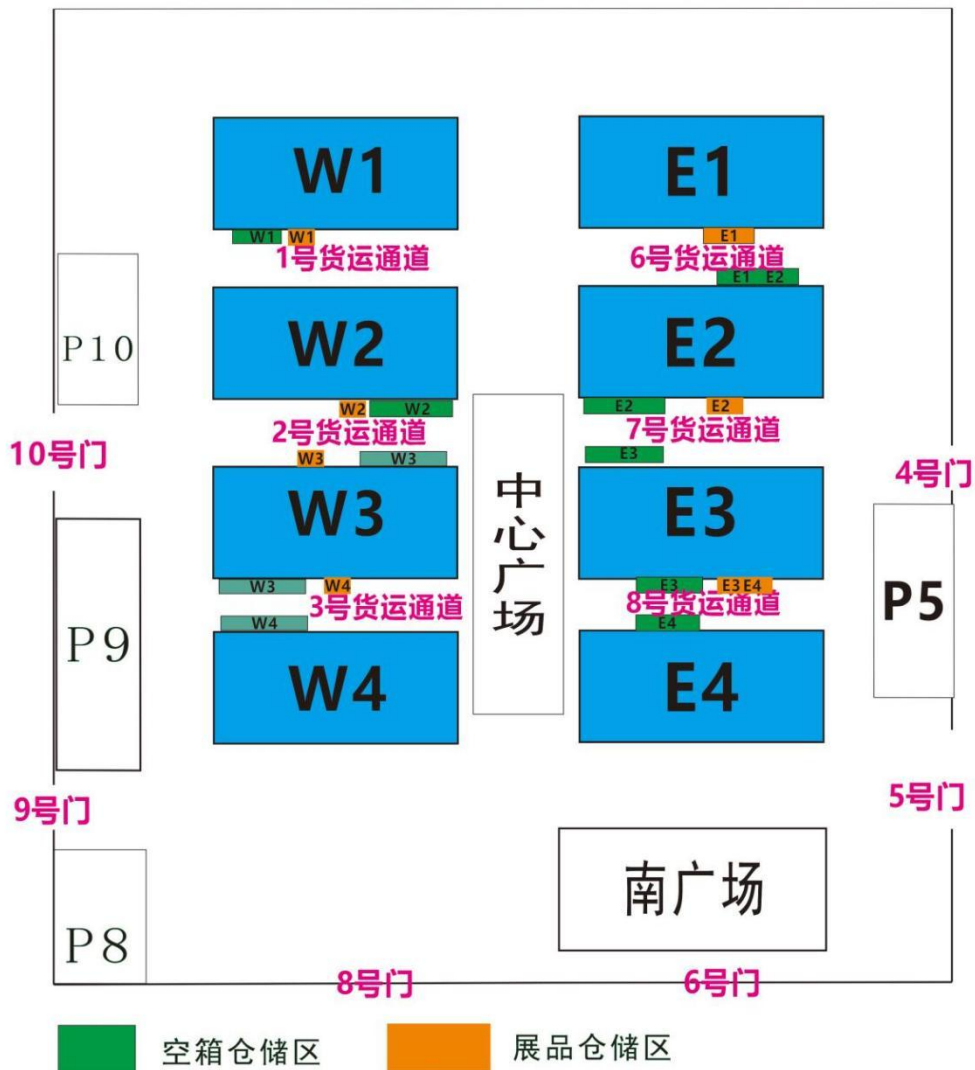 W1
E1
W1 W1
E1
1号货运通道
6号货运通道
E1 E2
P10
W2
E2
W2 W2
E2 E2
2号货运通道
7号货运通道
10号门
W3 W3
E3
4号门
W3
E3
中心广场
P5
W3 W4
E3 E3 E4
3号货运通道
8号货运通道
W4
E4
P9
W4
E4
9号门
5号门
南广场
P8
8号门
6号门
空箱仓储区
展品仓储区